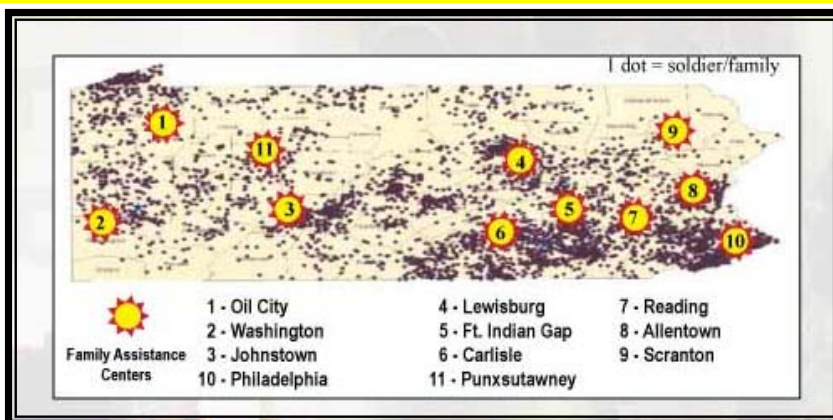 1 dot = soldier/family
1
11
9
4
8
2
3
5
7
6
10
1 - Oil City
4 - Lewisburg
7 - Reading
2 - Washington
5 - Ft. Indian Gap
8 - Allentown
Family Assistance
Centers
3 - Johnstown
6 - Carlisle
9 - Scranton
10 - Philadelphia
11 - Punxsutawney